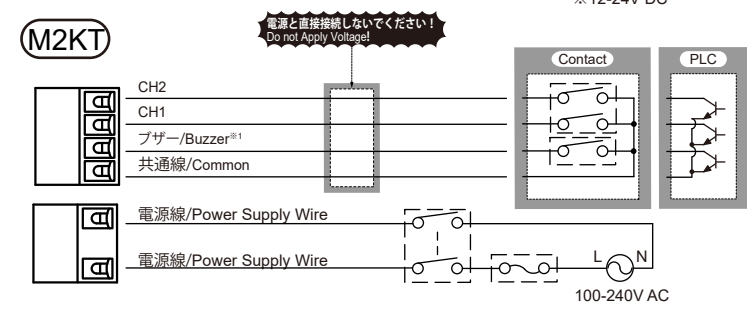 ※12-24V DC
M2KT
電源と直接接続しないでください！
Do not Apply Voltage!
Contact
PLC
CH2
CH1
ブザー/Buzzer※1
共通線/Common
電源線/Power Supply Wire
電源線/Power Supply Wire
L
N
100-240V AC